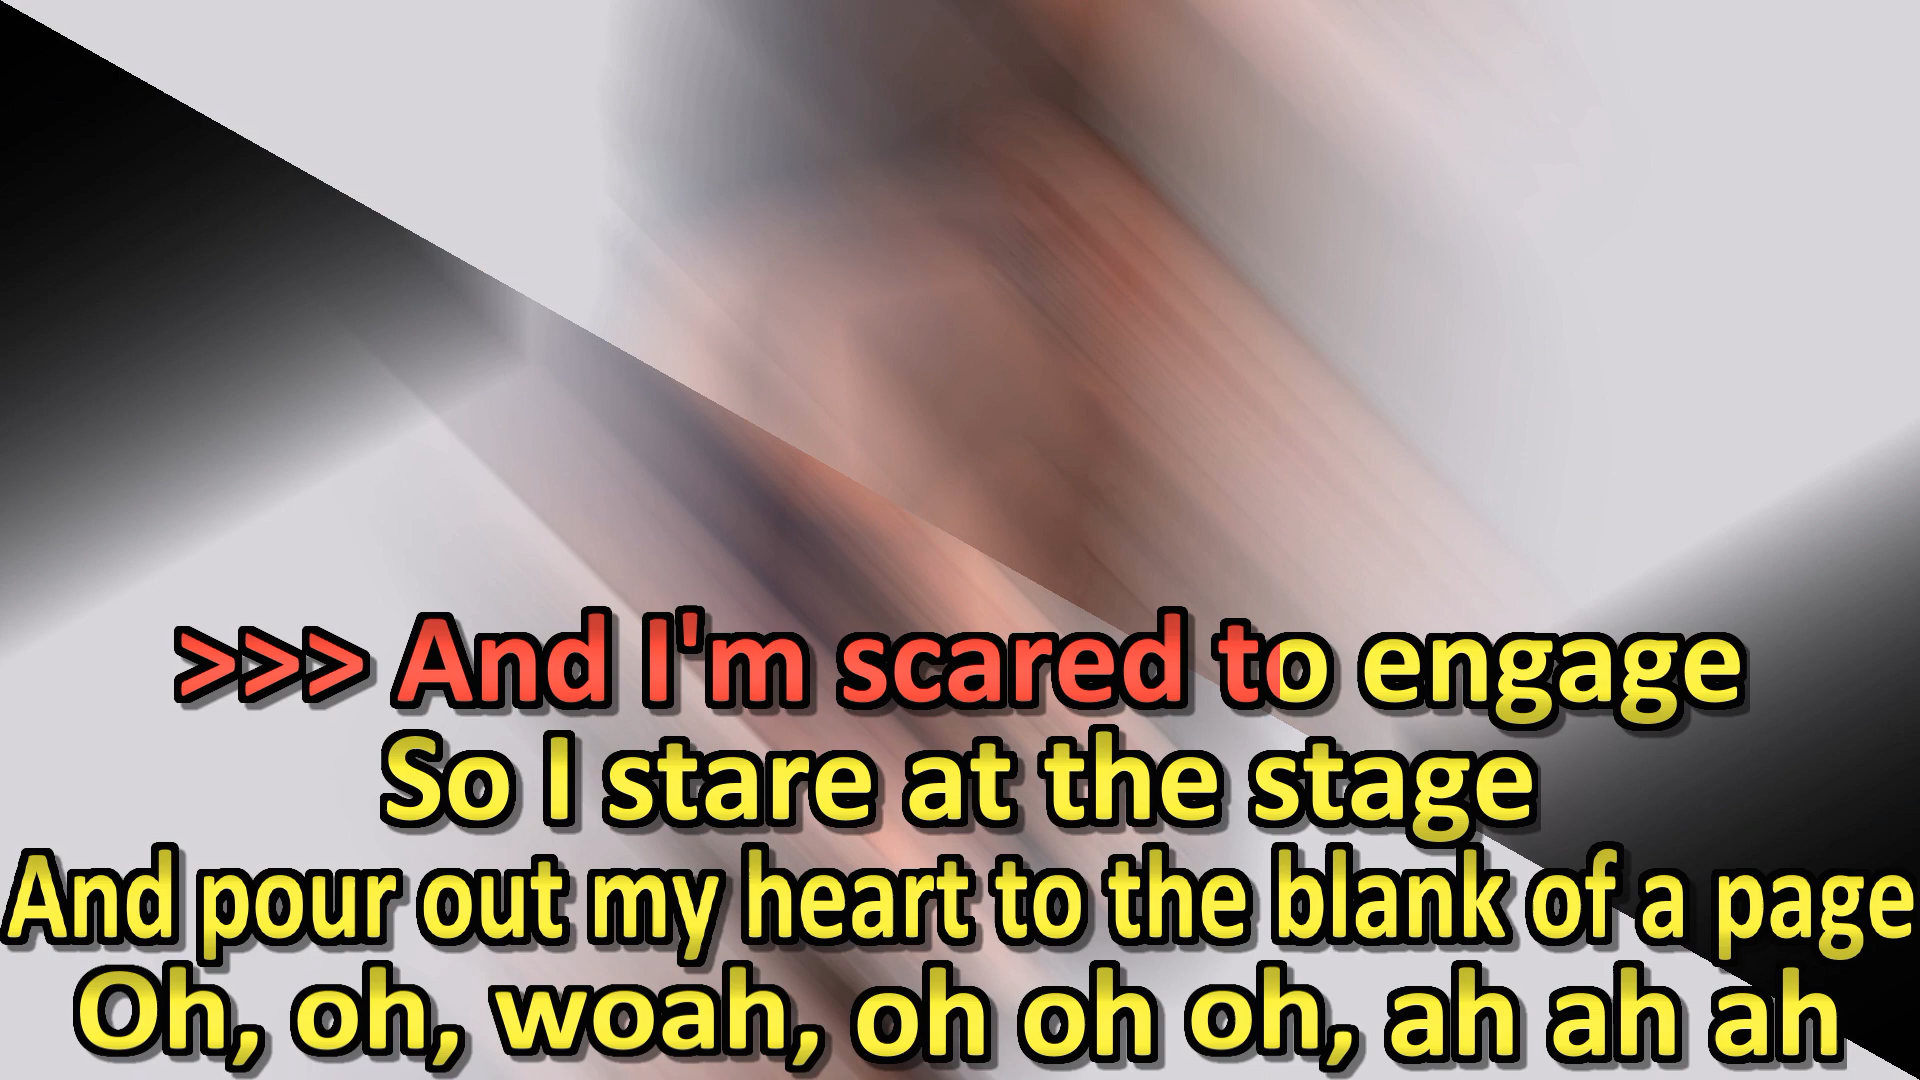 >>> And I'm scared to engage
So I stare at the stage
And pour out my heart to the blank of a page
Oh, oh, woah, oh oh oh, ah ah ah